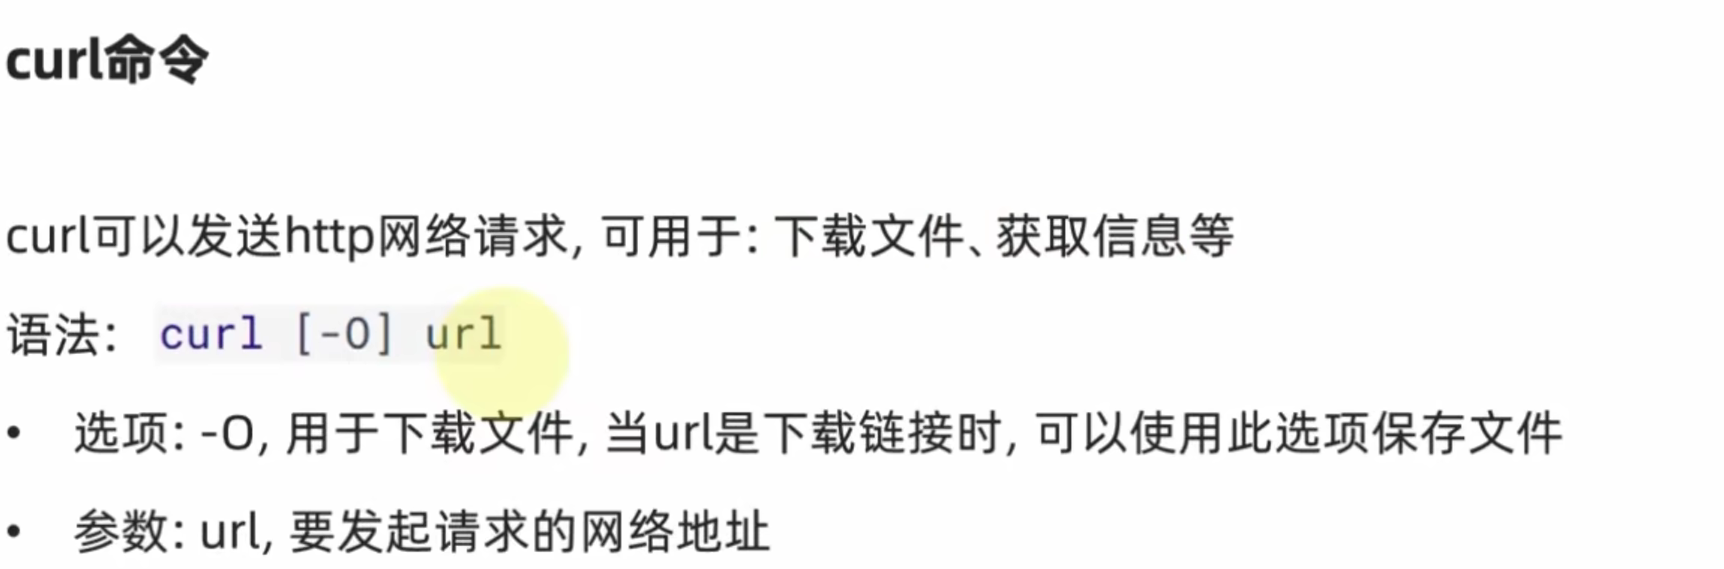 curl命令
curl可以发送http网络请求, 可用于: 下载文件、获取信息等
语法: curl [-O] url
• 选项: -O, 用于下载文件, 当url是下载链接时, 可以使用此选项保存文件
• 参数: url, 要发起请求的网络地址